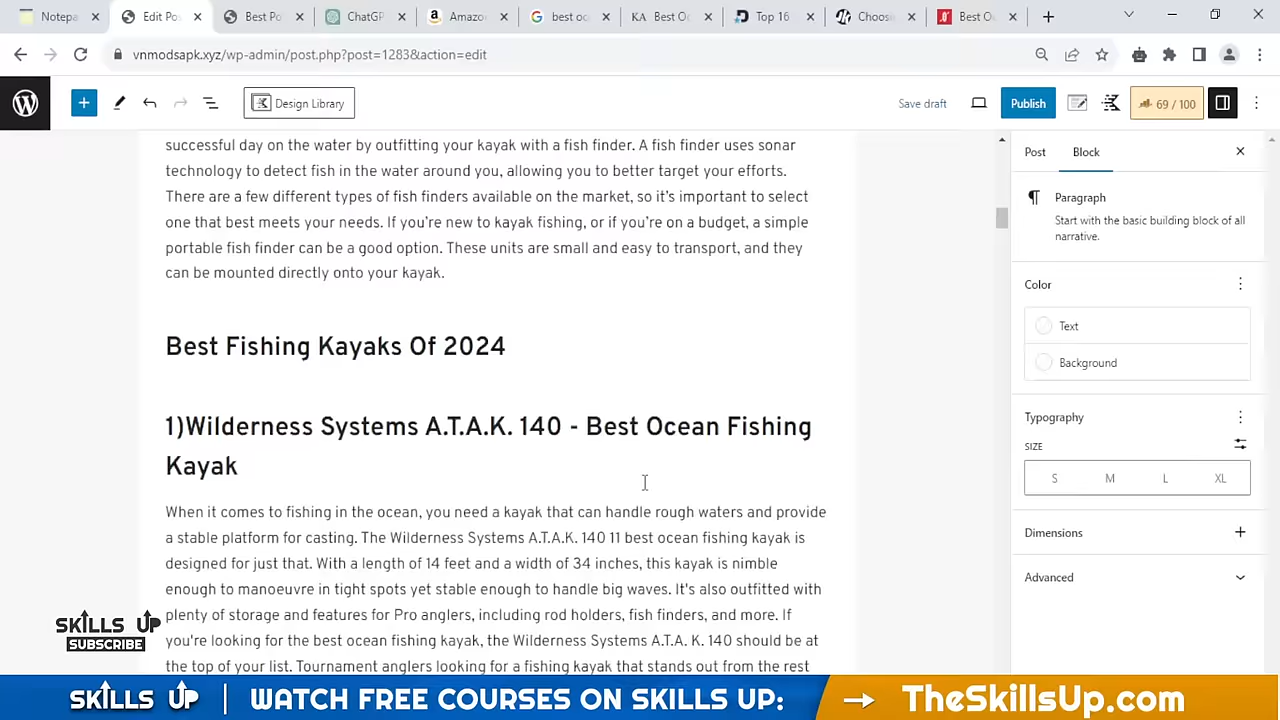 Notepa
Edit Pos
Best Po
ChatGP
Amazo
best oc
Best Oc
Top 16
Choosi
Best O
vnmodsapk.xyz/wp-admin/post.php?post=1283&action=edit
Design Library
Save draft
Publish
69 / 100
successful day on the water by outfitting your kayak with a fish finder. A fish finder uses sonar
technology to detect fish in the water around you, allowing you to better target your efforts.
There are a few different types of fish finders available on the market, so it's important to select
one that best meets your needs. If you're new to kayak fishing, or if you're on a budget, a simple
portable fish finder can be a good option. These units are small and easy to transport, and they
can be mounted directly onto your kayak.
Best Fishing Kayaks Of 2024
1)Wilderness Systems A.T.A.K. 140 - Best Ocean Fishing
Kayak
When it comes to fishing in the ocean, you need a kayak that can handle rough waters and provide
a stable platform for casting. The Wilderness Systems A.T.A.K. 140 11 best ocean fishing kayak is
designed for just that. With a length of 14 feet and a width of 34 inches, this kayak is nimble
enough to manoeuvre in tight spots yet stable enough to handle big waves. It's also outfitted with
plenty of storage and features for Pro anglers, including rod holders, fish finders, and more. If
you're looking for the best ocean fishing kayak, the Wilderness Systems A.T.A. K. 140 should be at
the top of your list. Tournament anglers looking for a fishing kayak that stands out from the rest
Post
Block
Paragraph
Start with the basic building block of all
narrative.
Color
Text
Background
Typography
SIZE
S M L XL
Dimensions
Advanced
SKILLS UP
SUBSCRIBE
SKILLS UP
WATCH FREE COURSES ON SKILLS UP:
TheSkillsUp.com